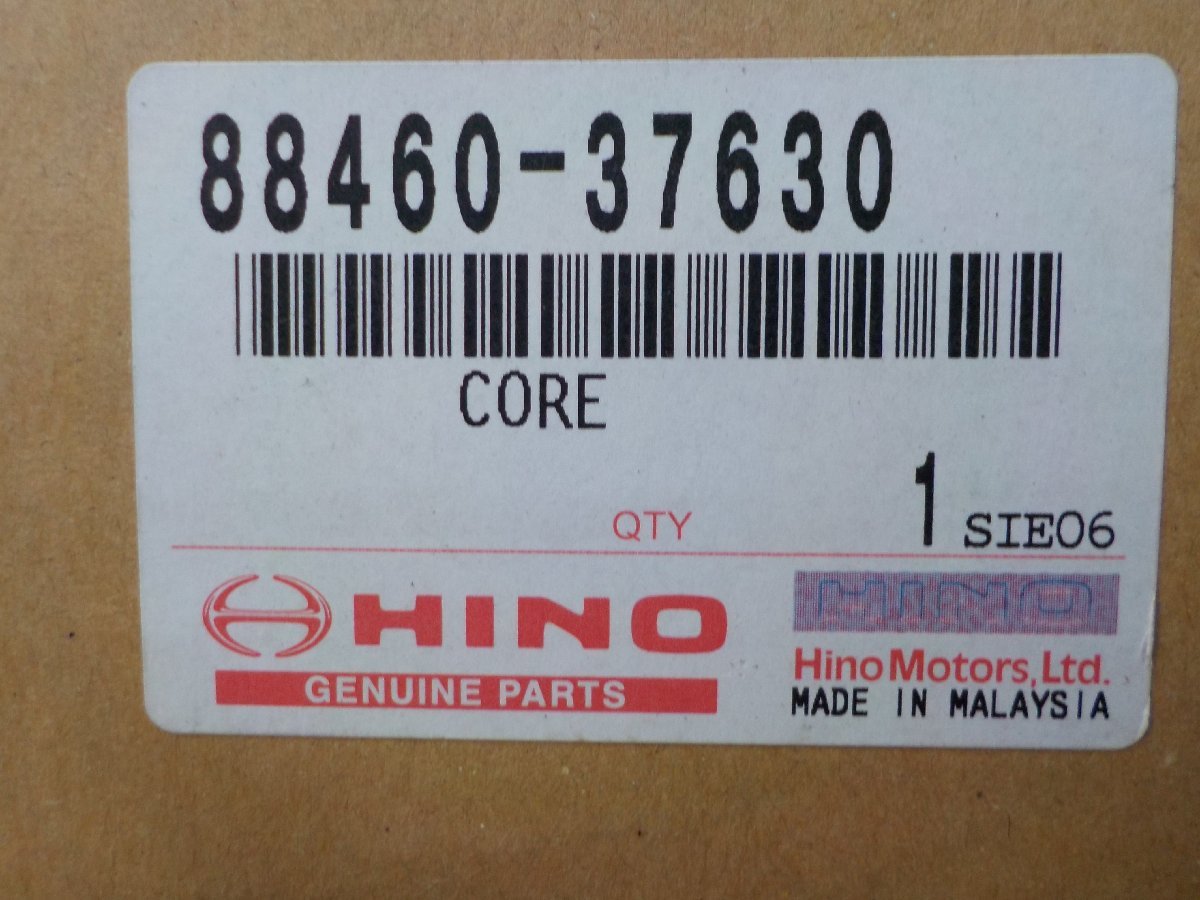 88460-37630
CORE
QTY 1 SIE06
HINO
GENUINE PARTS
HINO
Hino Motors, Ltd.
MADE IN MALAYSIA